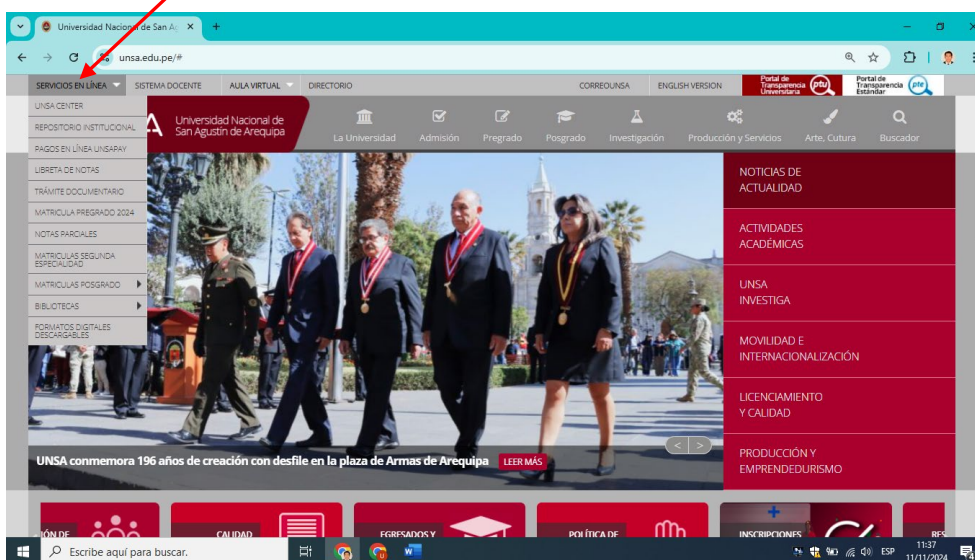 Universidad Nacional de San Ag
unsa.edu.pe/#
SERVICIOS EN LÍNEA
SISTEMA DOCENTE
AULA VIRTUAL
DIRECTORIO
CORREOUNSA
ENGLISH VERSION
Portal de
Transparencia
Universitaria
ptu
Portal de
Transparencia
Estándar
pte
UNSA CENTER
REPOSITORIO INSTITUCIONAL
PAGOS EN LÍNEA UNSAPAY
LIBRETA DE NOTAS
TRÁMITE DOCUMENTARIO
MATRICULA PREGRADO 2024
NOTAS PARCIALES
MATRICULAS SEGUNDA
ESPECIALIDAD
MATRICULAS POSGRADO
BIBLIOTECAS
FORMATOS DIGITALES
DESCARGABLES
A
Universidad Nacional de
San Agustín de Arequipa
La Universidad
Admisión
Pregrado
Posgrado
Investigación
Producción y Servicios
Arte, Cutura
Buscador
NOTICIAS DE
ACTUALIDAD
ACTIVIDADES
ACADÉMICAS
UNSA
INVESTIGA
MOVILIDAD E
INTERNACIONALIZACIÓN
LICENCIAMIENTO
Y CALIDAD
PRODUCCIÓN Y
EMPRENDEDURISMO
UNSA conmemora 196 años de creación con desfile en la plaza de Armas de Arequipa
LEER MÁS
< >
IÓN DE
CALIDAD
EGRESADOS Y
POLÍTICA DE
INSCRIPCIONES
RES
Escribe aquí para buscar.
ESP
11:37
11/11/2024